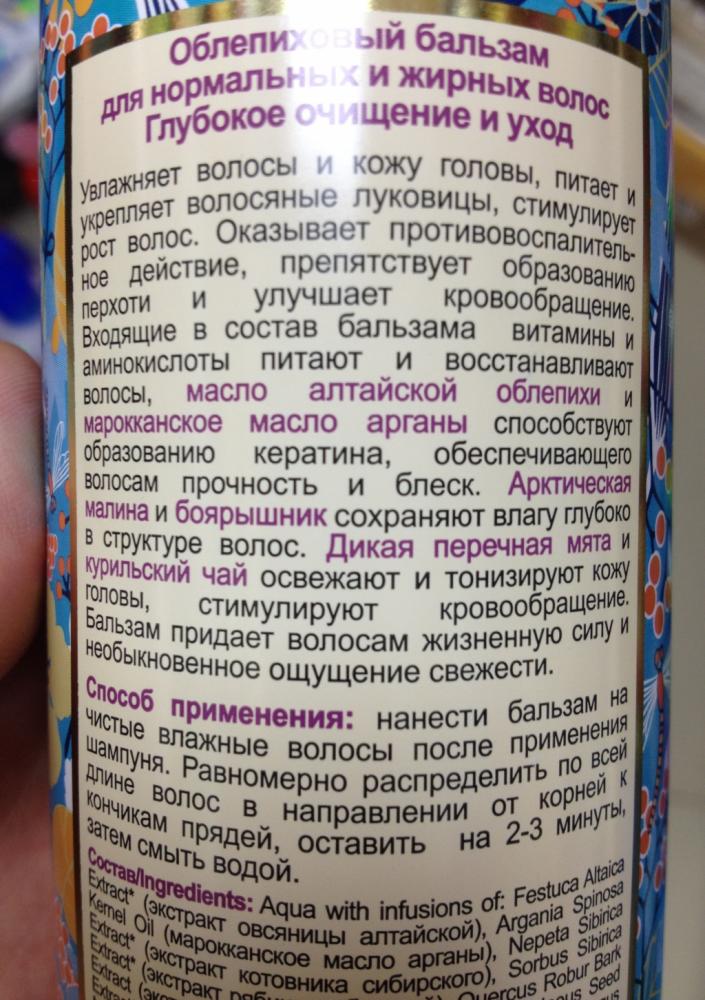 Облепиховый бальзам
для нормальных и жирных волос
Глубокое очищение и уход
Увлажняет волосы и кожу головы, питает и
укрепляет волосяные луковицы, стимулирует
рост волос. Оказывает противовоспалитель-
ное действие, препятствует образованию
перхоти и улучшает кровообращение.
Входящие в состав бальзама витамины и
аминокислоты питают и восстанавливают
волосы, масло алтайской облепихи и
марокканское масло арганы способствуют
образованию кератина, обеспечивающего
волосам прочность и блеск. Арктическая
малина и боярышник сохраняют влагу глубоко
в структуре волос. Дикая перечная мята и
курильский чай освежают и тонизируют кожу
головы, стимулируют кровообращение.
Бальзам придает волосам жизненную силу и
необыкновенное ощущение свежести.
Способ применения: нанести бальзам на
чистые влажные волосы после применения
шампуня. Равномерно распределить по всей
длине волос в направлении от корней к
кончикам прядей, оставить на 2-3 минуты,
затем смыть водой.
Состав/Ingredients: Aqua with infusions of: Festuca Altaica
Extract* (экстракт овсяницы алтайской), Argania Spinosa
Kernel Oil (марокканское масло арганы), Nepeta Sibirica
Extract* (экстракт котовника сибирского), Sorbus Sibirica
Extract* (экстракт Quercus Robur Bark
Extract Seed